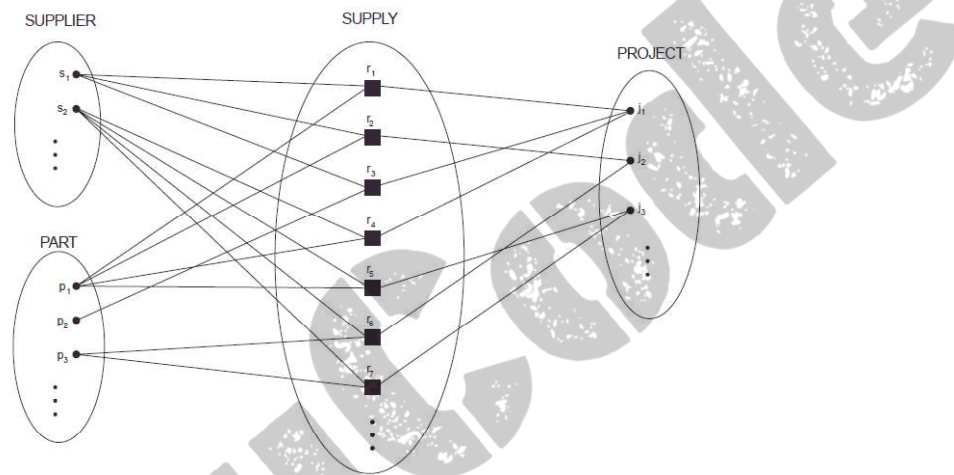 SUPPLIER
s₁
s₂
PART
p₁
p₂
p₃
SUPPLY
r₁
r₂
r₃
r₄
r₅
r₆
r₇
PROJECT
j₁
j₂
j₃